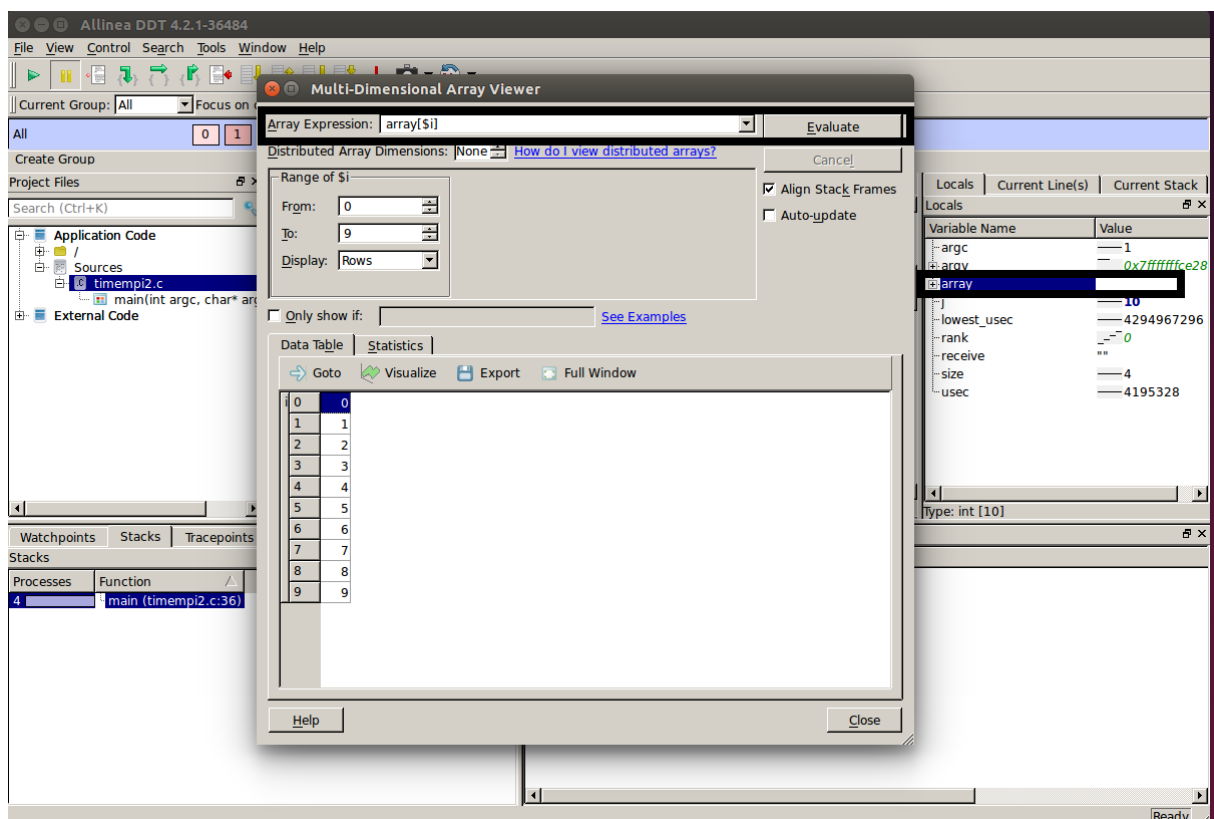 Allinea DDT 4.2.1-36484
File View Control Search Tools Window Help
Current Group: All Focus on
All 0 1
Create Group
Project Files
Search (Ctrl+K)
Application Code
/
Sources
timempi2.c
main(int argc, char* arg
External Code
Multi-Dimensional Array Viewer
Array Expression: array[$i] Evaluate
Distributed Array Dimensions: None How do I view distributed arrays? Cancel
Range of $i
From: 0
To: 9
Display: Rows
Align Stack Frames
Auto-update
Only show if: See Examples
Data Table Statistics
Goto Visualize Export Full Window
i 0 0
1 1
2 2
3 3
4 4
5 5
6 6
7 7
8 8
9 9
Help Close
Locals Current Line(s) Current Stack
Locals
Variable Name Value
argc 1
argv 0x7fffffffce28
array
j 10
lowest_usec 4294967296
rank 0
receive ""
size 4
usec 4195328
Type: int [10]
Watchpoints Stacks Tracepoints
Stacks
Processes Function
4 main (timempi2.c:36)
Ready